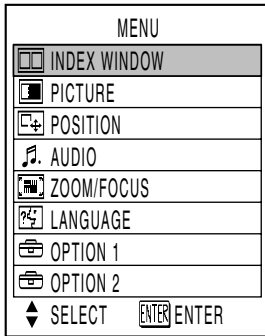 MENU
INDEX WINDOW
PICTURE
POSITION
AUDIO
ZOOM/FOCUS
LANGUAGE
OPTION 1
OPTION 2
SELECT ENTER ENTER